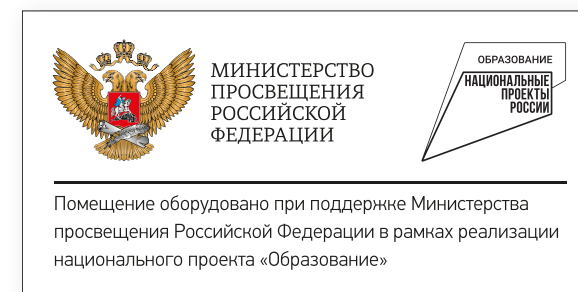 МИНИСТЕРСТВО
ПРОСВЕЩЕНИЯ
РОССИЙСКОЙ
ФЕДЕРАЦИИ
ОБРАЗОВАНИЕ
НАЦИОНАЛЬНЫЕ
ПРОЕКТЫ
РОССИИ
Помещение оборудовано при поддержке Министерства
просвещения Российской Федерации в рамках реализации
национального проекта «Образование»